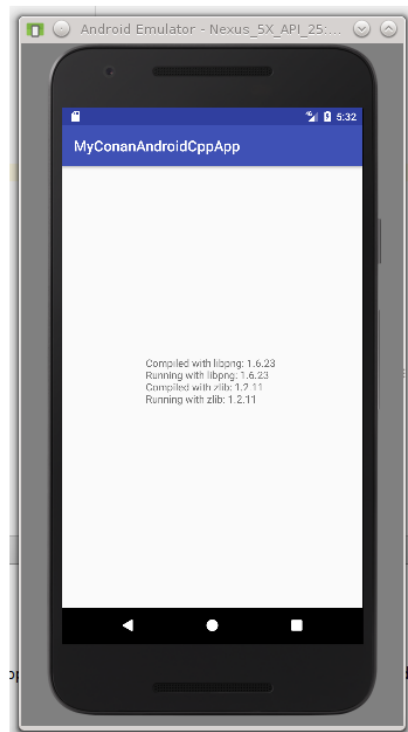 Android Emulator - Nexus_5X_API_25:...
5:32
MyConanAndroidCppApp
Compiled with libpng: 1.6.23
Running with libpng: 1.6.23
Compiled with zlib: 1.2.11
Running with zlib: 1.2.11